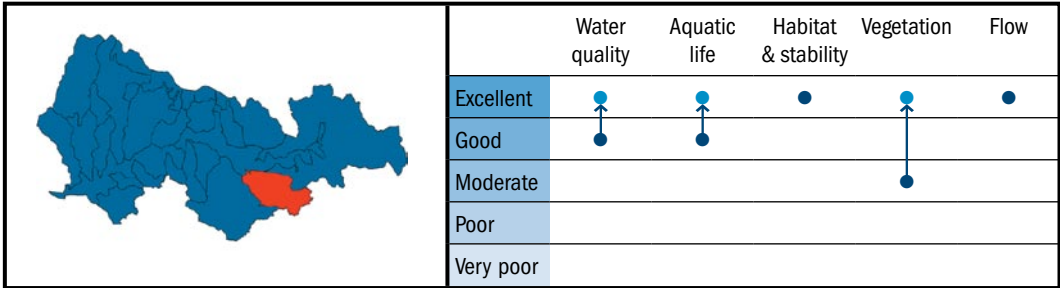 Water quality
Aquatic life
Habitat & stability
Vegetation
Flow
Excellent
Good
Moderate
Poor
Very poor